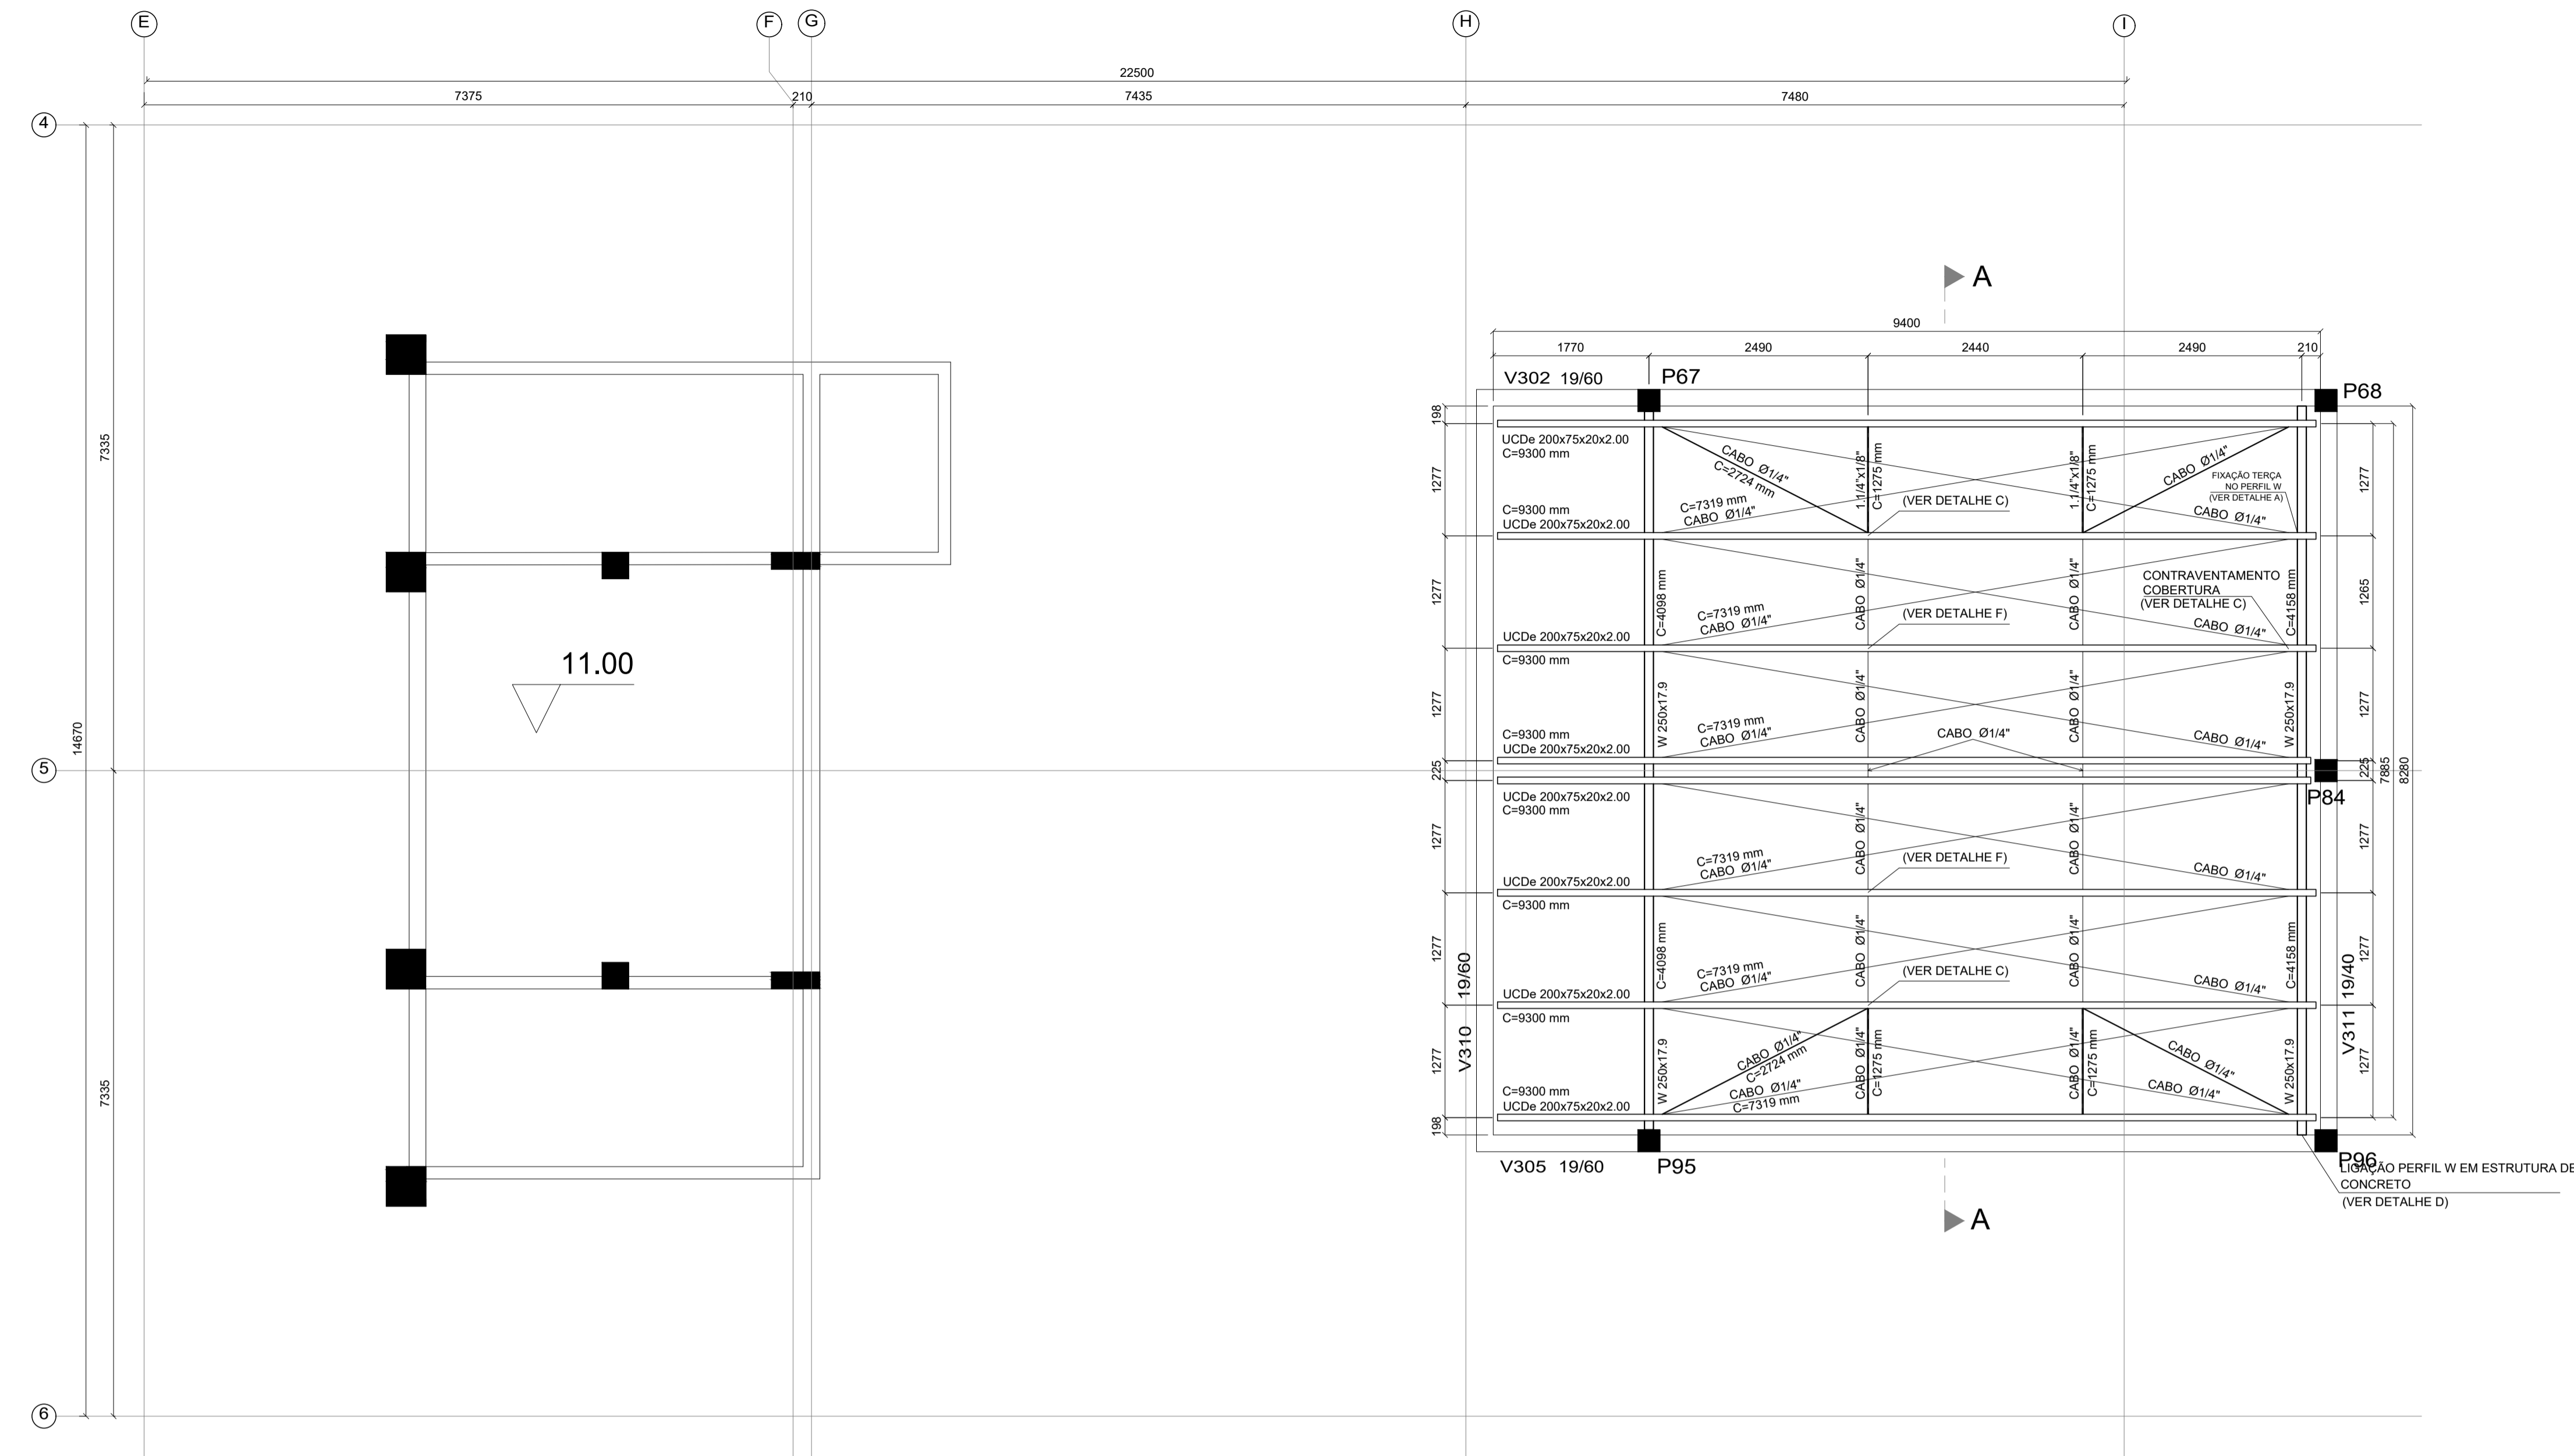 E
F
G
H
I
22500
7375
210
7435
7480
4
5
6
14670
7335
7335
11.00
A
9400
1770
2490
2440
2490
210
V302 19/60
P67
P68
198
1277
1277
1277
225
1277
1277
1277
198
UCDe 200x75x20x2.00
C=9300 mm
CABO Ø1/4"
C=2724 mm
1.1/4"x1/8"
C=1275 mm
1.1/4"x1/8"
C=1275 mm
CABO Ø1/4"
FIXAÇÃO TERÇA
NO PERFIL W
(VER DETALHE A)
C=7319 mm
CABO Ø1/4"
(VER DETALHE C)
CABO Ø1/4"
C=9300 mm
UCDe 200x75x20x2.00
C=4098 mm
CABO Ø1/4"
CABO Ø1/4"
CONTRAVENTAMENTO
COBERTURA
(VER DETALHE C)
C=4158 mm
C=7319 mm
CABO Ø1/4"
(VER DETALHE F)
CABO Ø1/4"
UCDe 200x75x20x2.00
C=9300 mm
W 250x17.9
CABO Ø1/4"
CABO Ø1/4"
W 250x17.9
C=7319 mm
CABO Ø1/4"
CABO Ø1/4"
CABO Ø1/4"
C=9300 mm
UCDe 200x75x20x2.00
P84
UCDe 200x75x20x2.00
C=9300 mm
CABO Ø1/4"
CABO Ø1/4"
C=7319 mm
CABO Ø1/4"
(VER DETALHE F)
CABO Ø1/4"
UCDe 200x75x20x2.00
C=9300 mm
C=4098 mm
CABO Ø1/4"
CABO Ø1/4"
C=4158 mm
C=7319 mm
CABO Ø1/4"
(VER DETALHE C)
CABO Ø1/4"
UCDe 200x75x20x2.00
C=9300 mm
W 250x17.9
CABO Ø1/4"
C=2724 mm
CABO Ø1/4"
C=7319 mm
CABO Ø1/4"
C=1275 mm
CABO Ø1/4"
C=1275 mm
CABO Ø1/4"
CABO Ø1/4"
W 250x17.9
C=9300 mm
UCDe 200x75x20x2.00
1277
1265
1277
225
1277
1277
1277
7885
8280
V310 19/60
V311 19/40
V305 19/60
P95
P96
LIGAÇÃO PERFIL W EM ESTRUTURA DE
CONCRETO
(VER DETALHE D)
A